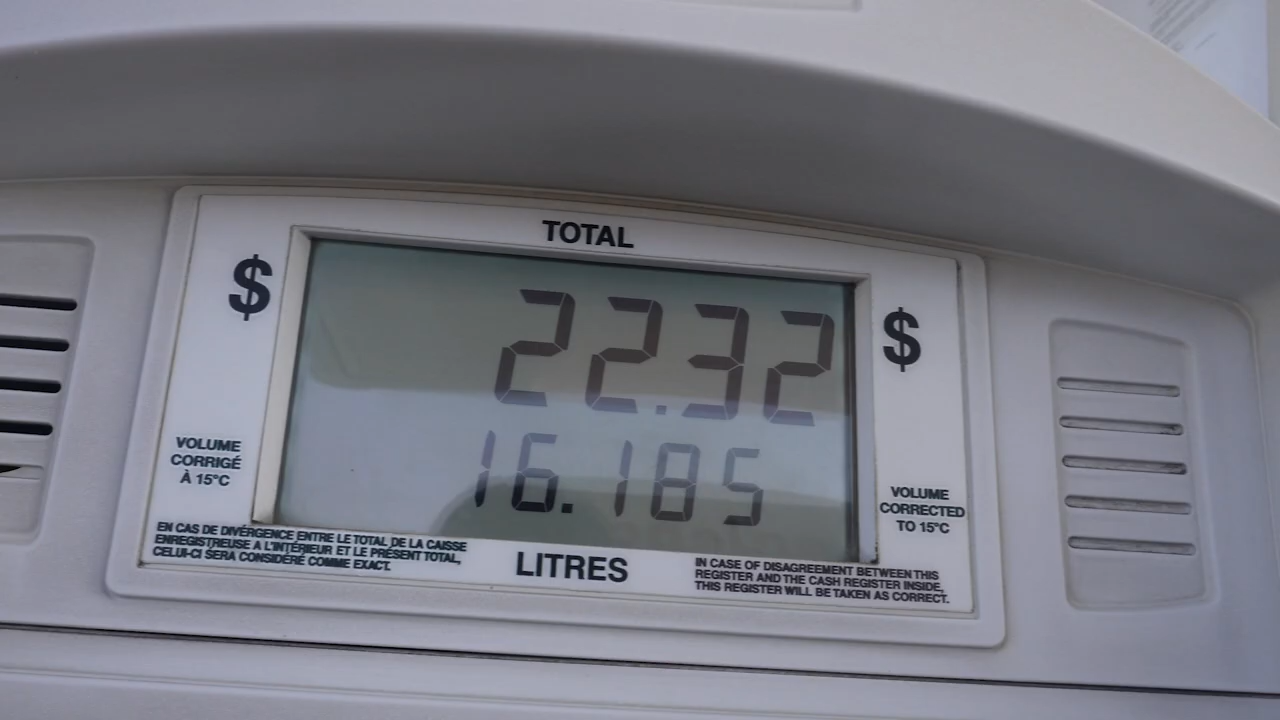 TOTAL
$
22.32
$
16.185
LITRES
VOLUME
CORRIGÉ
À 15°C
VOLUME
CORRECTED
TO 15°C
EN CAS DE DIVÉRGENCE ENTRE LE TOTAL DE LA CAISSE
ENREGISTREUSE A L'INTÉRIEUR ET LE PRÉSENT TOTAL,
CELUI-CI SERA CONSIDÉRÉ COMME EXACT.
IN CASE OF DISAGREEMENT BETWEEN THIS
REGISTER AND THE CASH REGISTER INSIDE,
THIS REGISTER WILL BE TAKEN AS CORRECT.